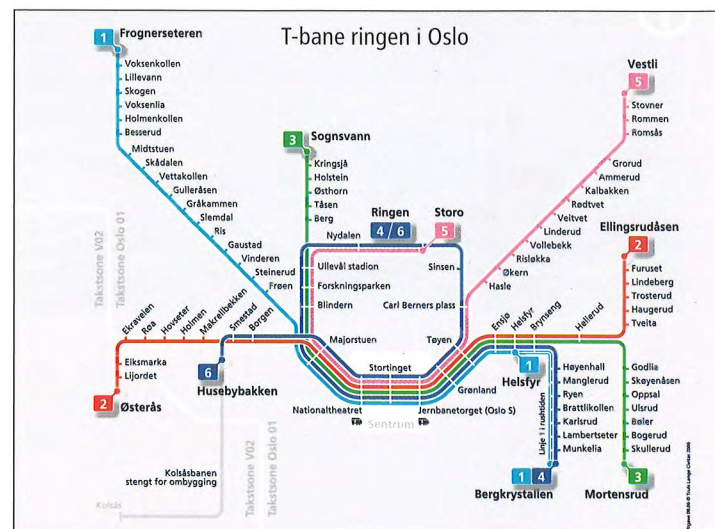 T-bane ringen i Oslo
1 Frognerseteren
Voksenkollen
Lillevann
Skogen
Voksenlia
Holmenkollen
Besserud
Midtstuen
Skådalen
Vettakollen
Gulleråsen
Gråkammen
Slemdal
Ris
Gaustad
Vinderen
Steinerud
Frøen
3 Sognsvann
Kringsjå
Holstein
Østhorn
Tåsen
Berg
Ullevål stadion
Forskningsparken
Blindern
Majorstuen
Ringen
4/6
Storo
5
Nydalen
Sinsen
Carl Berners plass
Tøyen
Vestli
5
Stovner
Rommen
Romsås
Grorud
Ammerud
Kalbakken
Rødtvet
Veitvet
Linderud
Vollebekk
Risløkka
Økern
Hasle
Ellingsrudåsen
2
Furuset
Lindeberg
Trosterud
Haugerud
Tveita
Hellerud
Brynseng
Helsfyr
Ensjø
Takstsone V02
Takstsone Oslo 01
Ekraveien
Røa
Hovseter
Holmen
Makrellbekken
Smestad
Borgen
Eiksmarka
Lijordet
2 Østerås
6 Husebybakken
Stortinget
Grønland
Nationaltheatret
Jernbanetorget (Oslo S)
Sentrum
1
Helsfyr
Linje 1 i rushtiden
Høyenhall
Manglerud
Ryen
Brattlikollen
Karlsrud
Lambertseter
Munkelia
1 4
Bergkrystallen
Godlia
Skøyenåsen
Oppsal
Ulsrud
Bøler
Bogerud
Skullerud
3
Mortensrud
Kolsåsbanen
stengt for ombygging
Kolsås
Takstsone V02
Takstsone Oslo 01